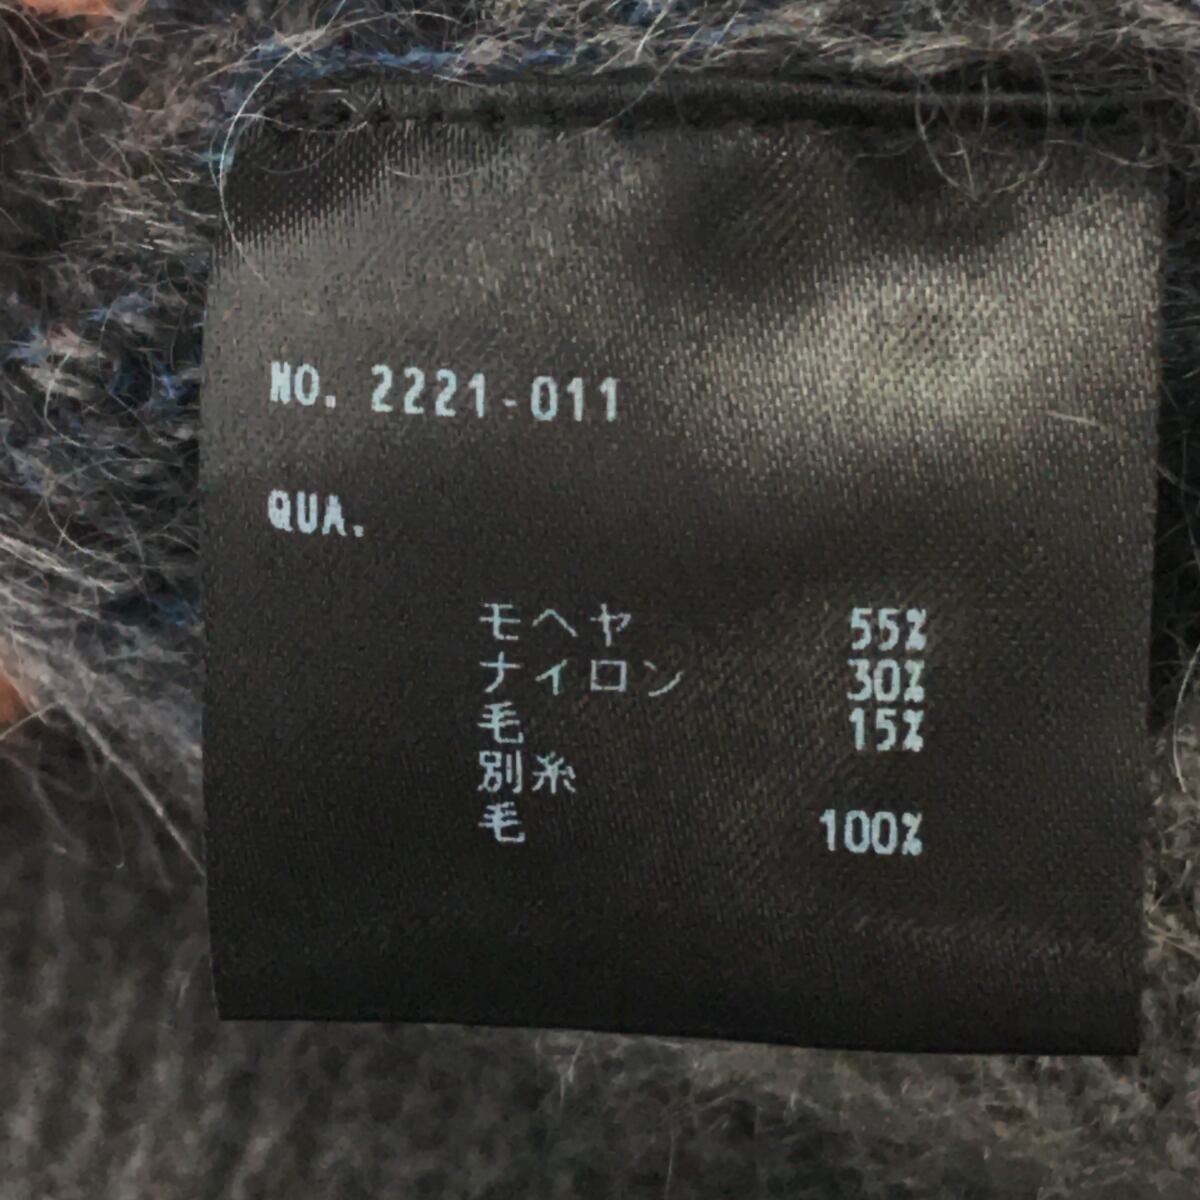 NO. 2221-011
QUA.
モヘヤ 55%
ナイロン 30%
毛 15%
別糸
毛 100%